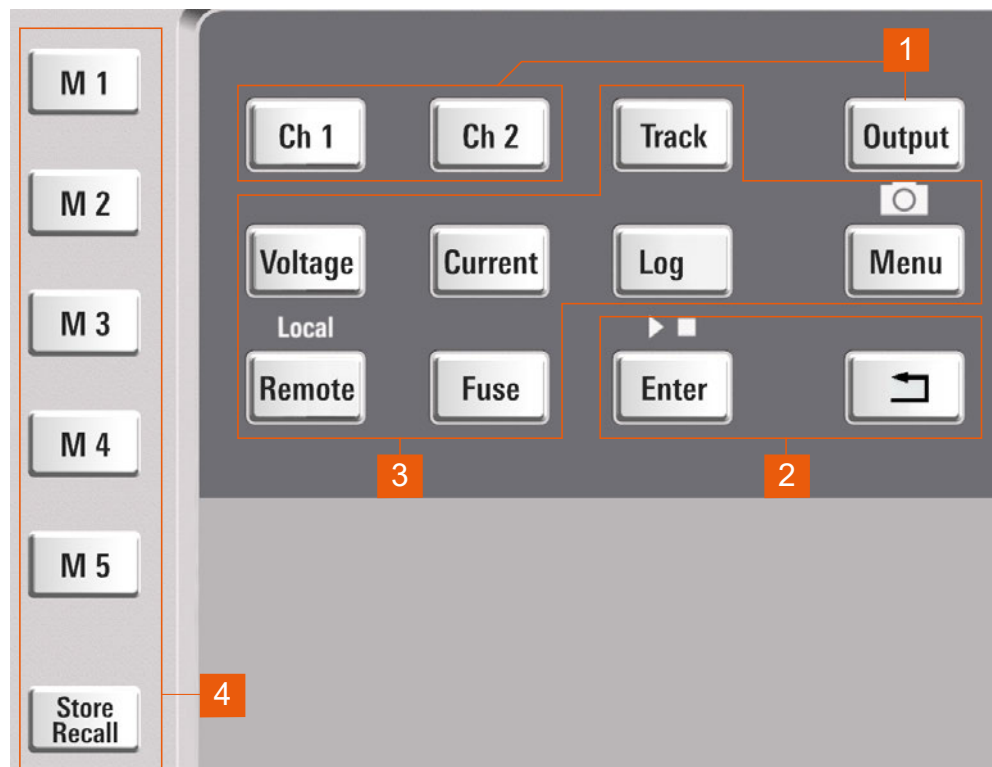 1
M 1
Ch 1
Ch 2
Track
Output
M 2
Voltage
Current
Log
Menu
M 3
Local
Remote
Fuse
Enter
M 4
3
2
M 5
4
Store
Recall